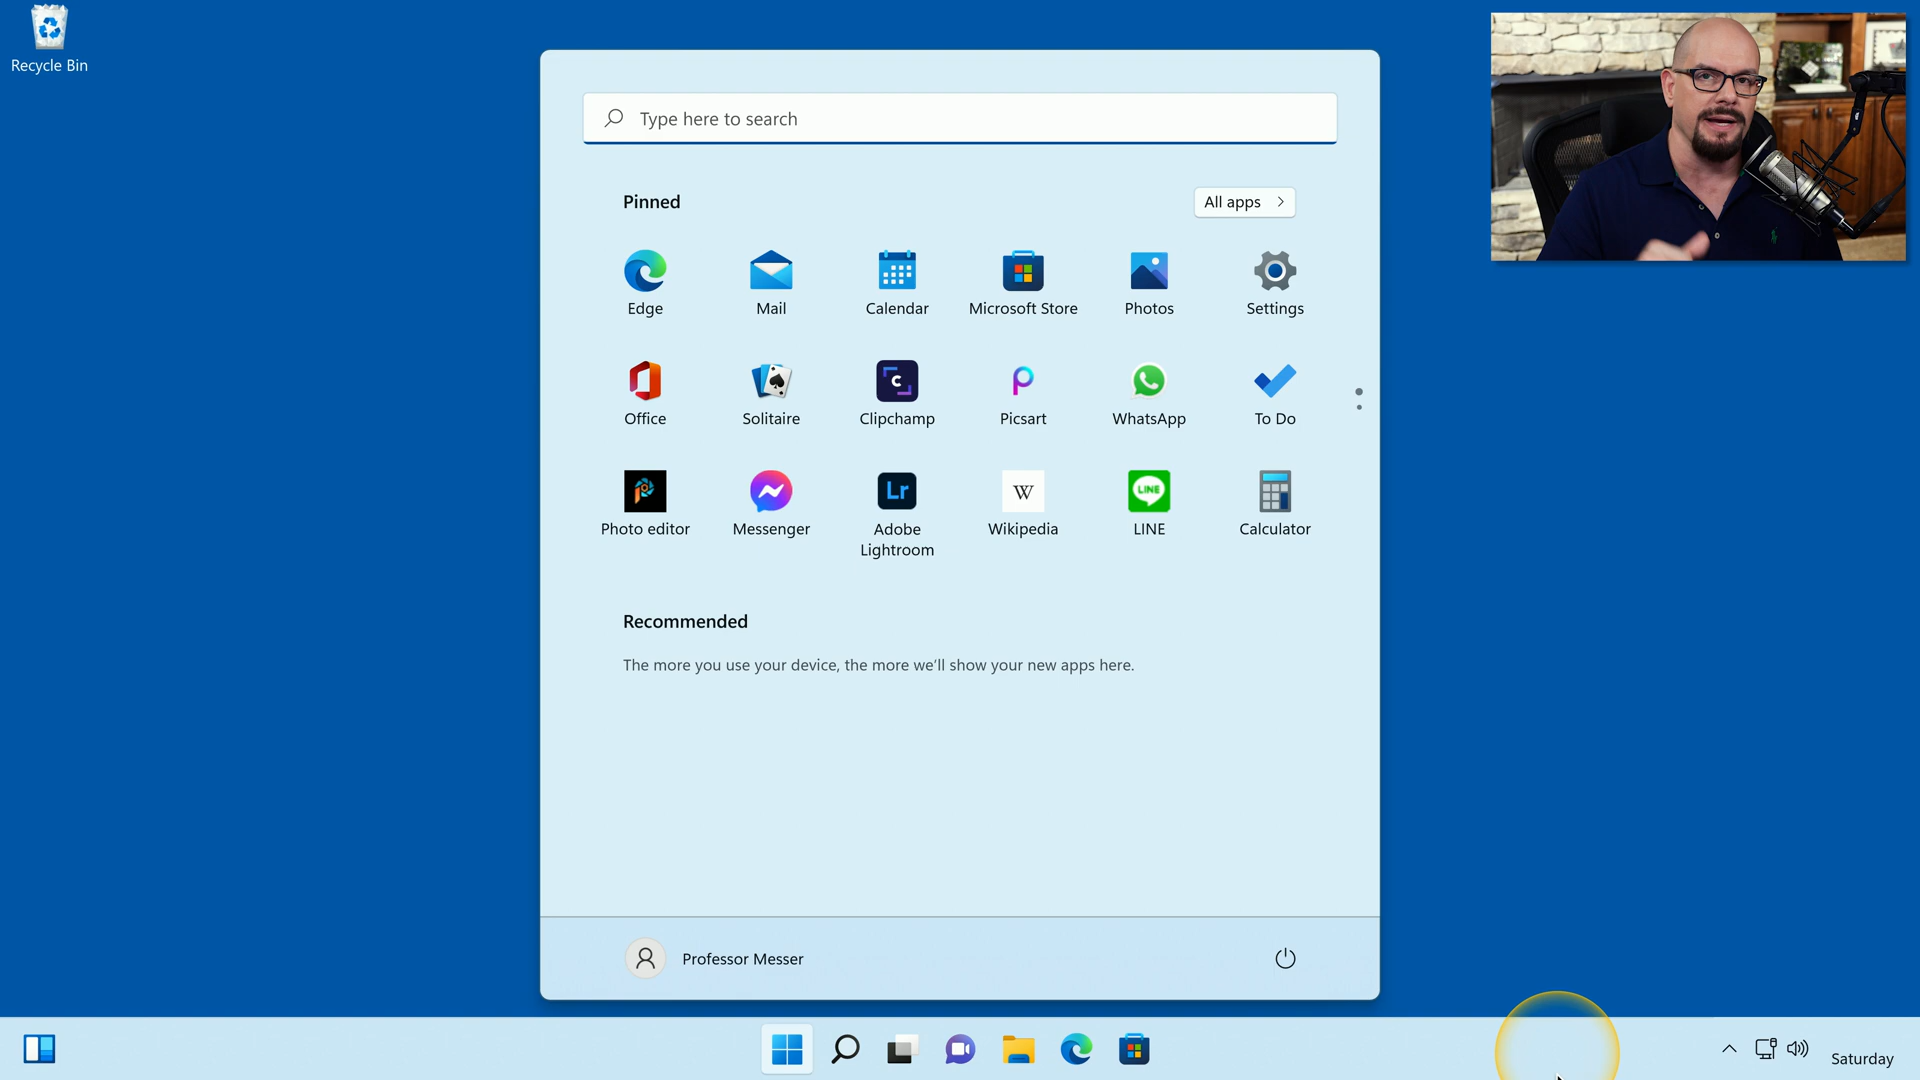 Recycle Bin
Type here to search
Pinned
All apps
Edge
Mail
Calendar
Microsoft Store
Photos
Settings
Office
Solitaire
Clipchamp
Picsart
WhatsApp
To Do
C
Lr
W
LINE
Photo editor
Messenger
Adobe
Lightroom
Wikipedia
LINE
Calculator
Recommended
The more you use your device, the more we'll show your new apps here.
Professor Messer
Saturday